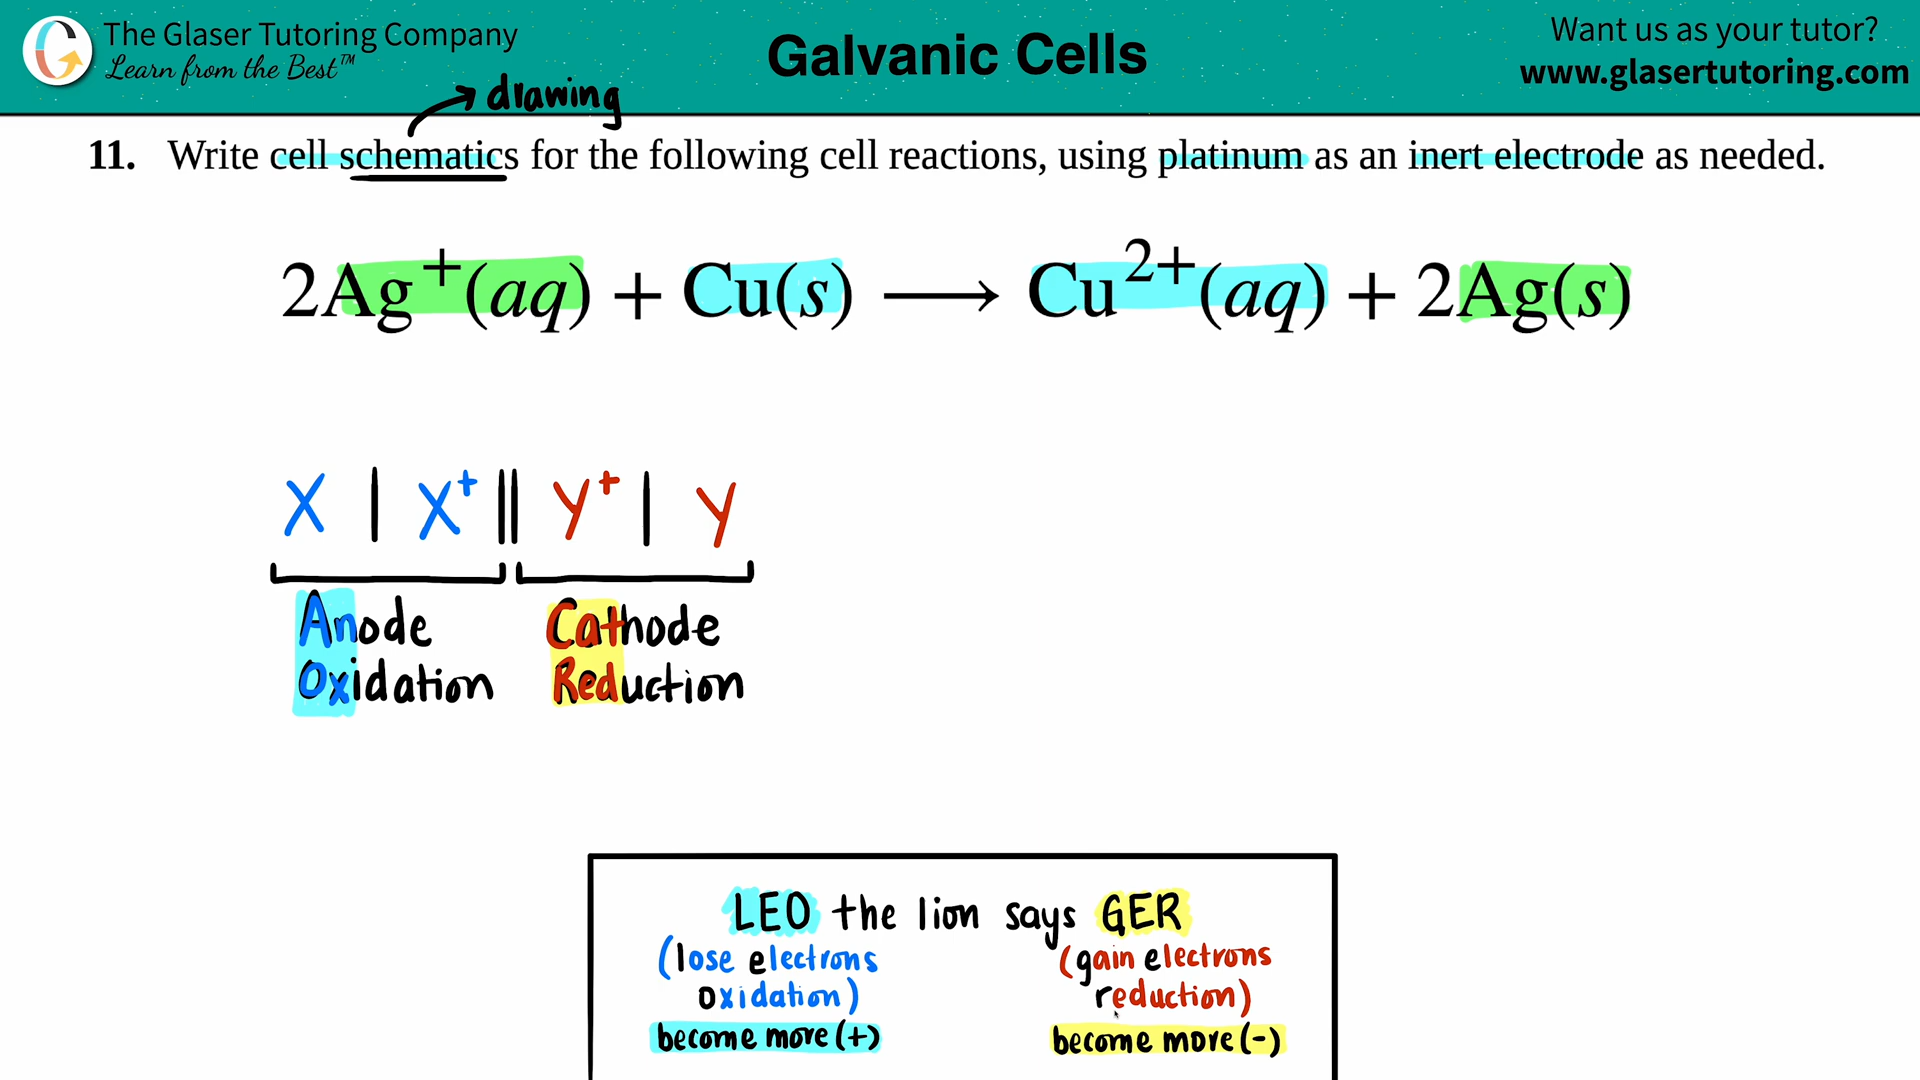 The Glaser Tutoring Company
Learn from the Best™
Galvanic Cells
Want us as your tutor?
www.glasertutoring.com
drawing
11. Write cell schematics for the following cell reactions, using platinum as an inert electrode as needed.
2Ag⁺(aq) + Cu(s) ⟶ Cu²⁺(aq) + 2Ag(s)
X | X⁺ || Y⁺ | Y
Anode Cathode
Oxidation Reduction
LEO the lion says GER
(lose electrons (gain electrons
oxidation) reduction)
become more (+) become more (-)